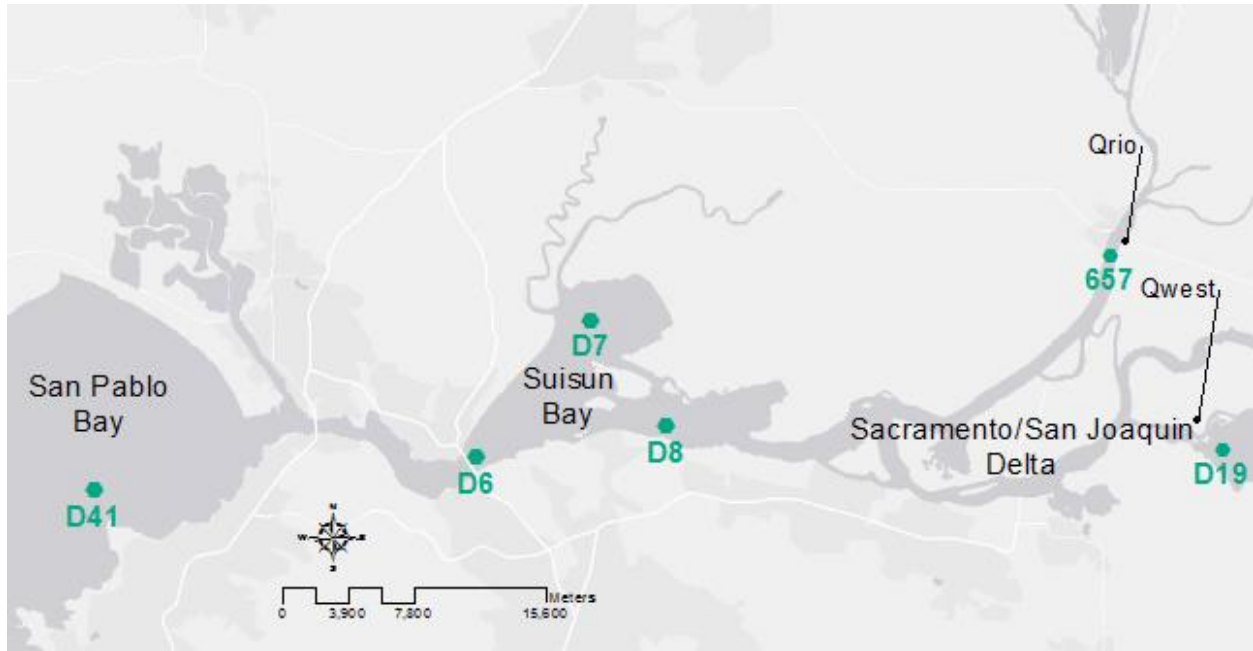 Qrio
657
Qwest
D7
San Pablo
Bay
Suisun
Bay
D8
Sacramento/San Joaquin
Delta
D19
D6
D41
N
W
E
S
Meters
0
3,900
7,800
15,600